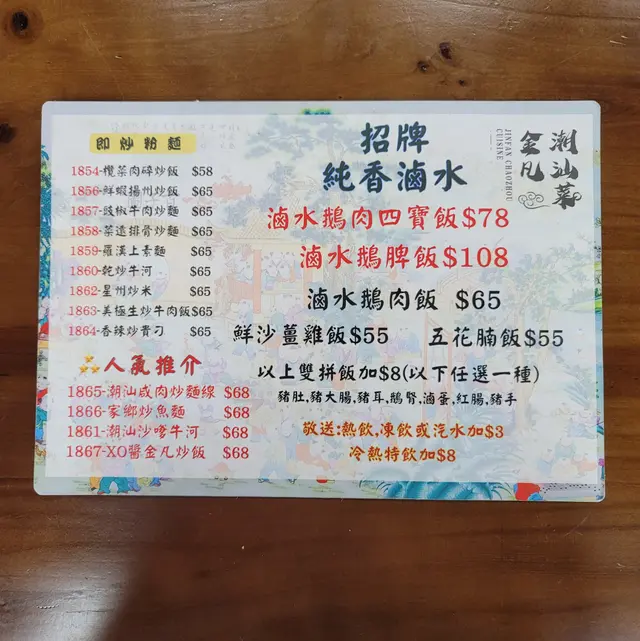 即炒粉麵
1854-欖菜肉碎炒飯 $58
1856-鮮蝦揚州炒飯 $65
1857-豉椒牛肉炒麵 $65
1858-菜遠排骨炒麵 $65
1859-羅漢上素麵 $65
1860-乾炒牛河 $65
1862-星州炒米 $65
1863-美極生炒牛肉飯$65
1864-香辣炒貴刁 $65
人氣推介
1865-潮汕或肉炒麵線 $68
1866-家鄉炒魚麵 $68
1861-潮汕沙嗲牛河 $68
1867-XO醬金凡炒飯 $68
招牌
純香滷水
潮汕菜
金凡
JINFAN CHAOZHOU
CUISINE
滷水鵝肉四寶飯$78
滷水鵝脾飯$108
滷水鵝肉飯 $65
鮮沙薑雞飯$55 五花腩飯$55
以上雙拼飯加$8(以下任選一種)
豬肚,豬大腸,豬耳,鵝腎,滷蛋,紅腸,豬手
敬送:熱飲,凍飲或汽水加$3
冷熱特飲加$8